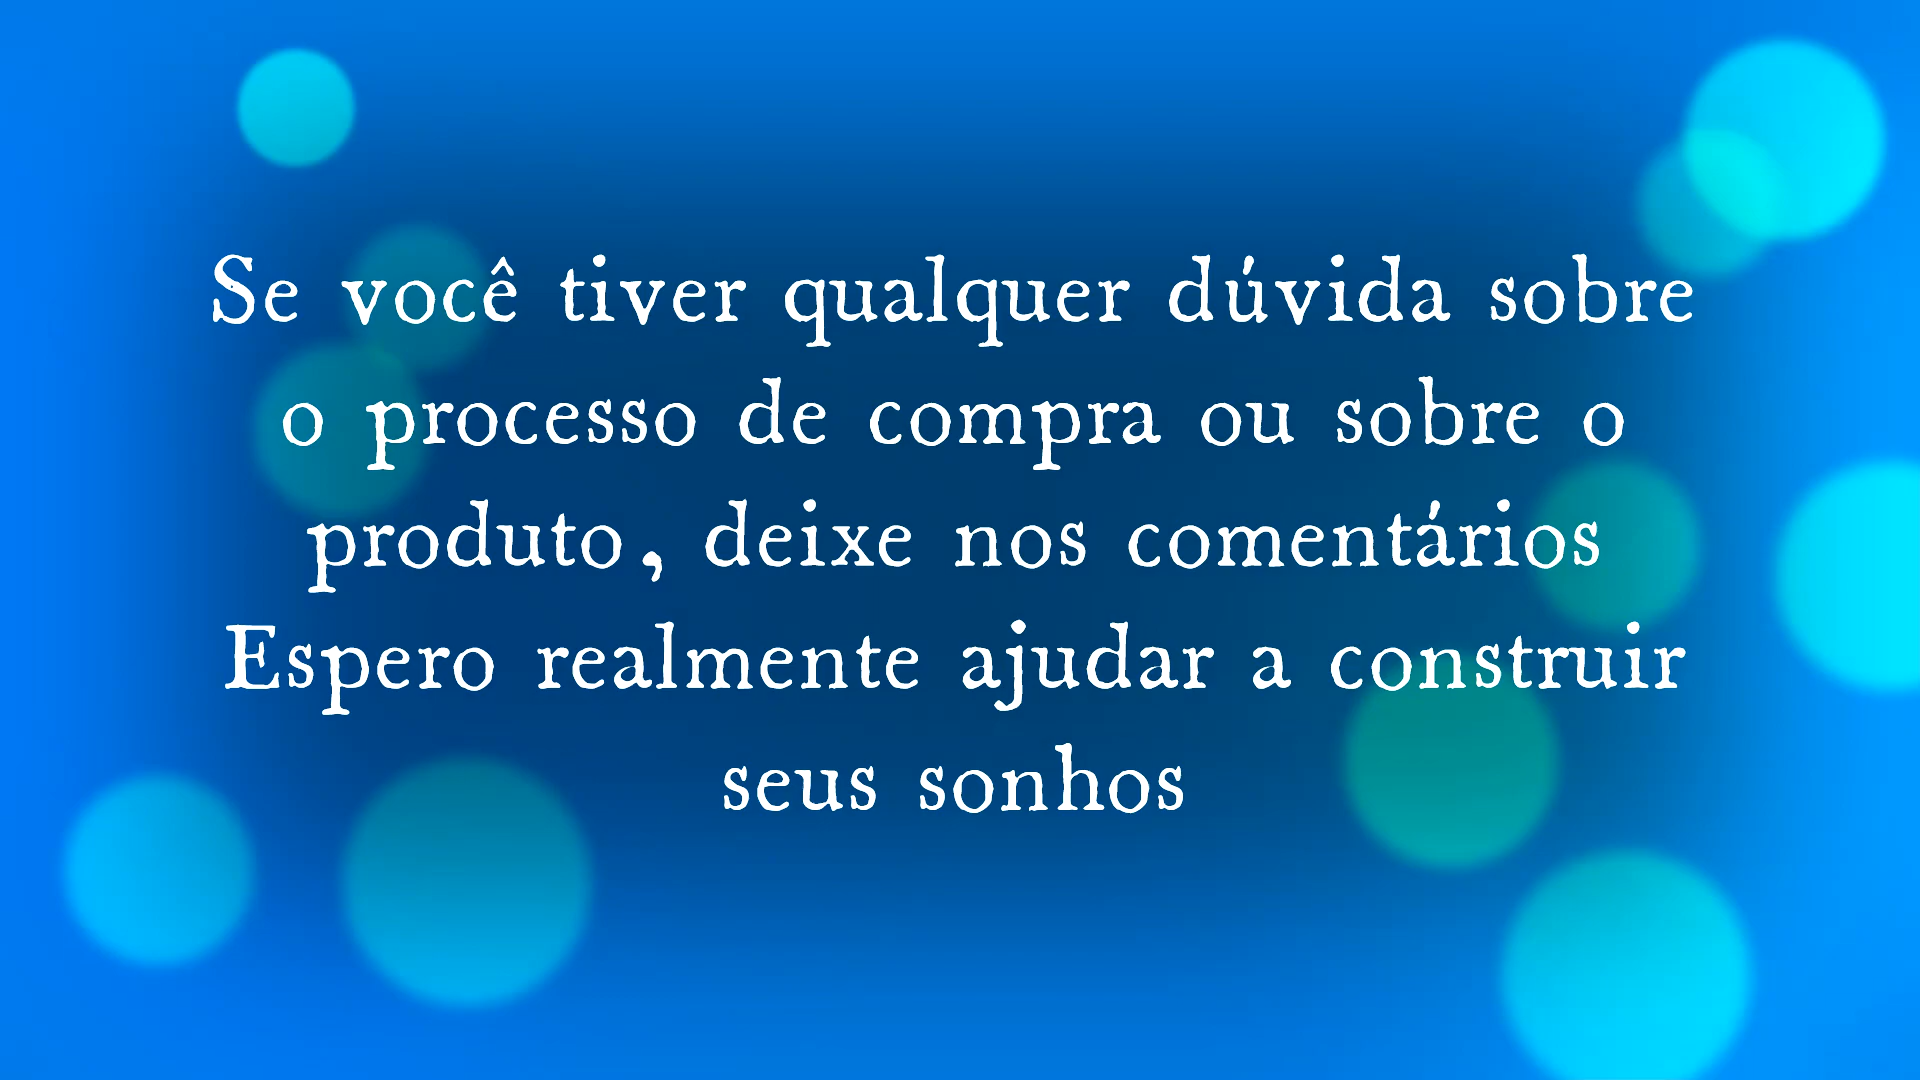 Se você tiver qualquer dúvida sobre
o processo de compra ou sobre o
produto, deixe nos comentários
Espero realmente ajudar a construir
seus sonhos